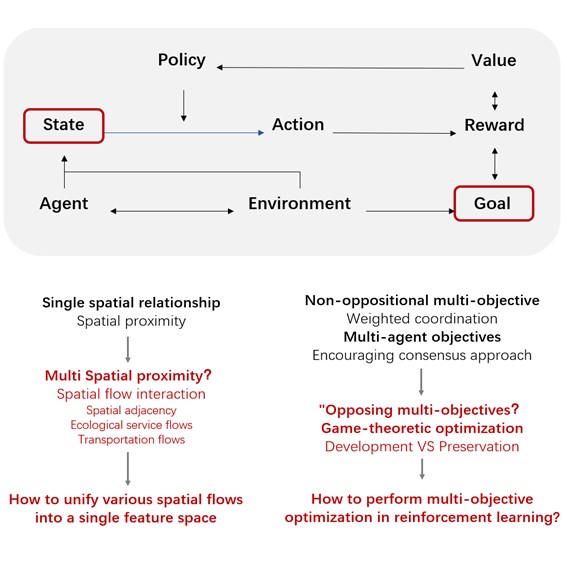 Policy
Value
State
Action
Reward
Agent
Environment
Goal
Single spatial relationship
Spatial proximity
Multi Spatial proximity?
Spatial flow interaction
Spatial adjacency
Ecological service flows
Transportation flows
How to unify various spatial flows
into a single feature space
Non-oppositional multi-objective
Weighted coordination
Multi-agent objectives
Encouraging consensus approach
"Opposing multi-objectives?
Game-theoretic optimization
Development VS Preservation
How to perform multi-objective
optimization in reinforcement learning?